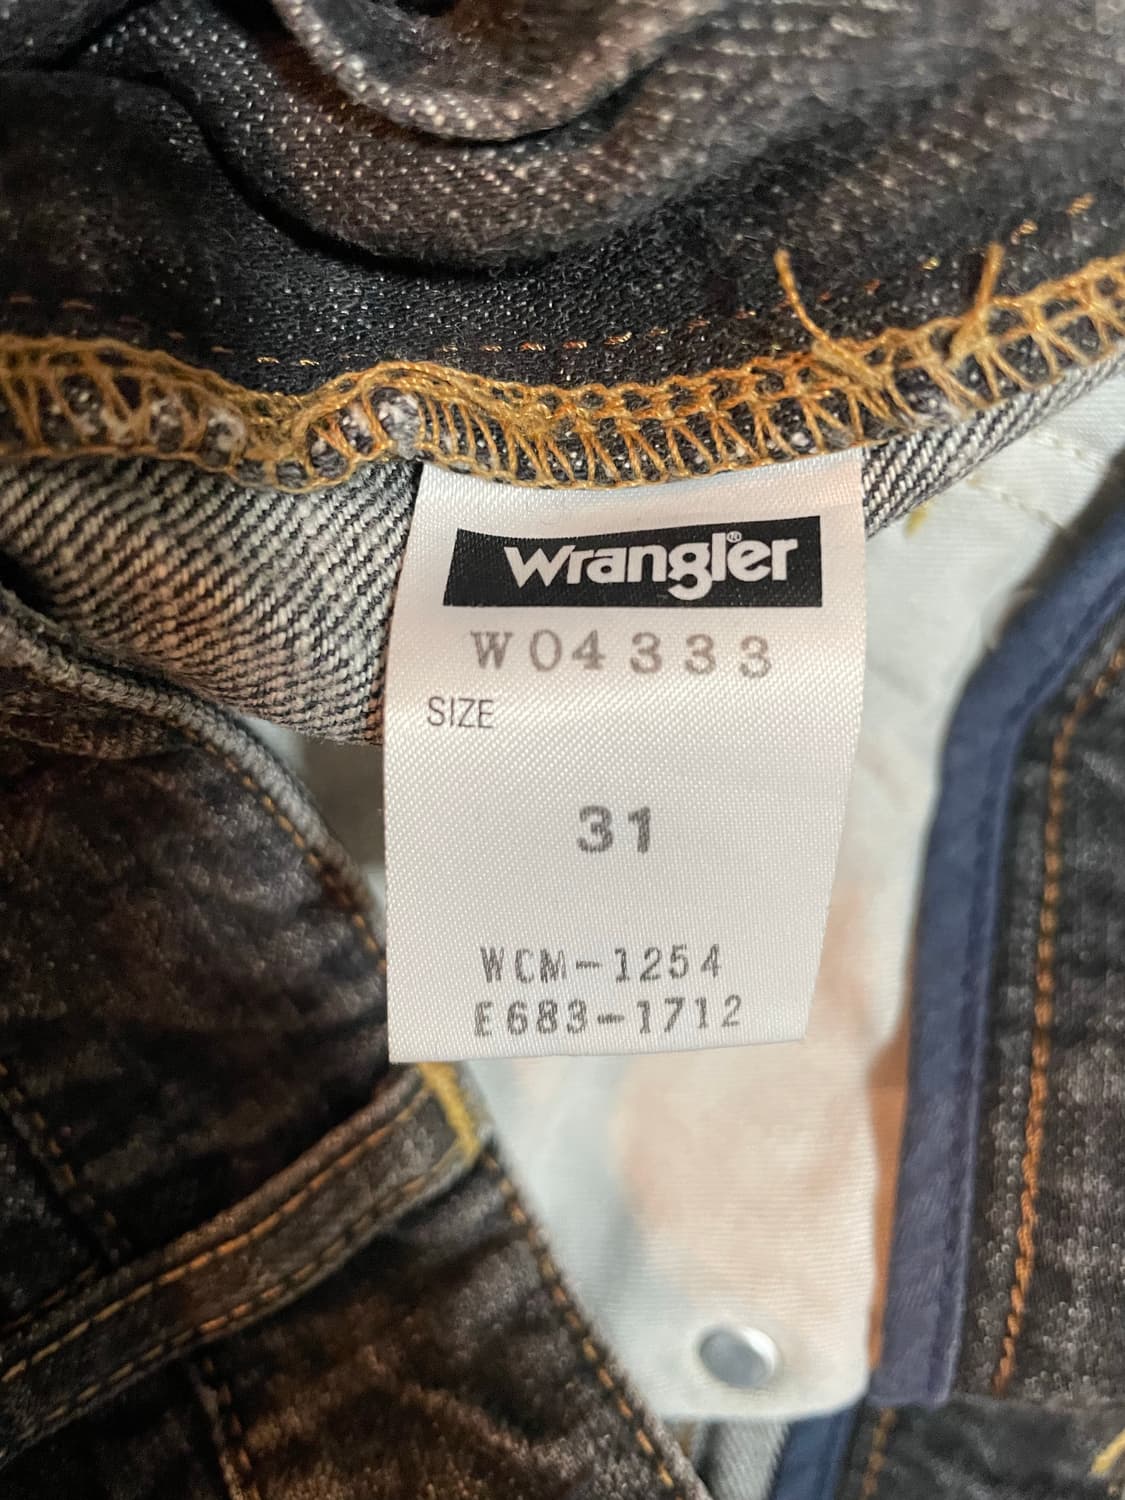 Wrangler®
W04333
SIZE
31
WCM-1254
E683-1712